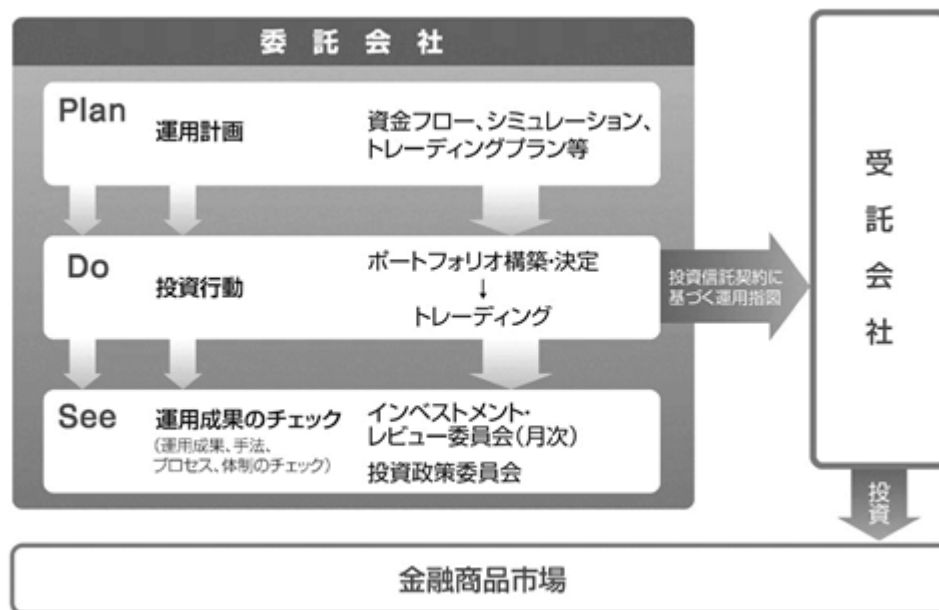 委託会社
Plan
運用計画
資金フロー、シミュレーション、
トレーディングプラン等
Do
投資行動
ポートフォリオ構築・決定
↓
トレーディング
投資信託契約に
基づく運用指図
See
運用成果のチェック
(運用成果、手法、
プロセス、体制のチェック)
インベストメント・
レビュー委員会(月次)
投資政策委員会
受託会社
投資
金融商品市場